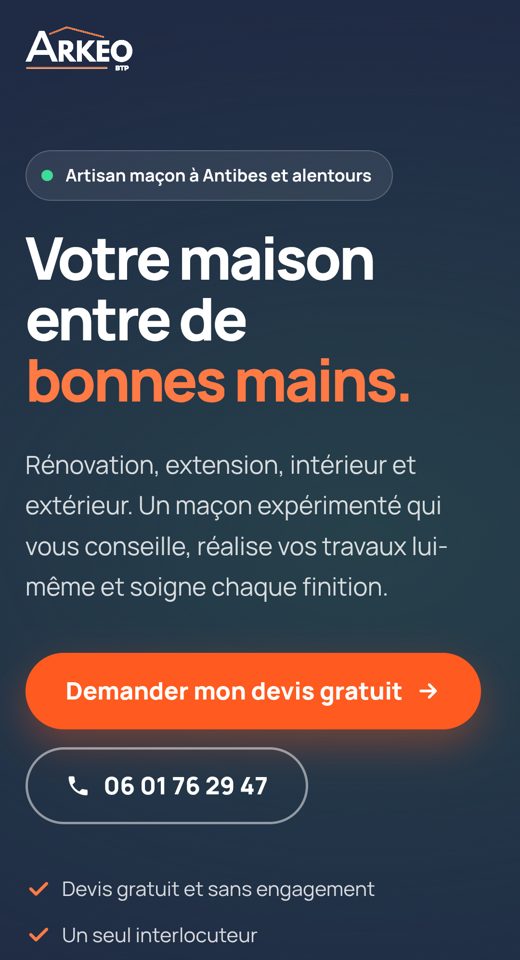 ARKEO
BTP
Artisan maçon à Antibes et alentours
Votre maison
entre de
bonnes mains.
Rénovation, extension, intérieur et
extérieur. Un maçon expérimenté qui
vous conseille, réalise vos travaux lui-
même et soigne chaque finition.
Demander mon devis gratuit →
06 01 76 29 47
Devis gratuit et sans engagement
Un seul interlocuteur